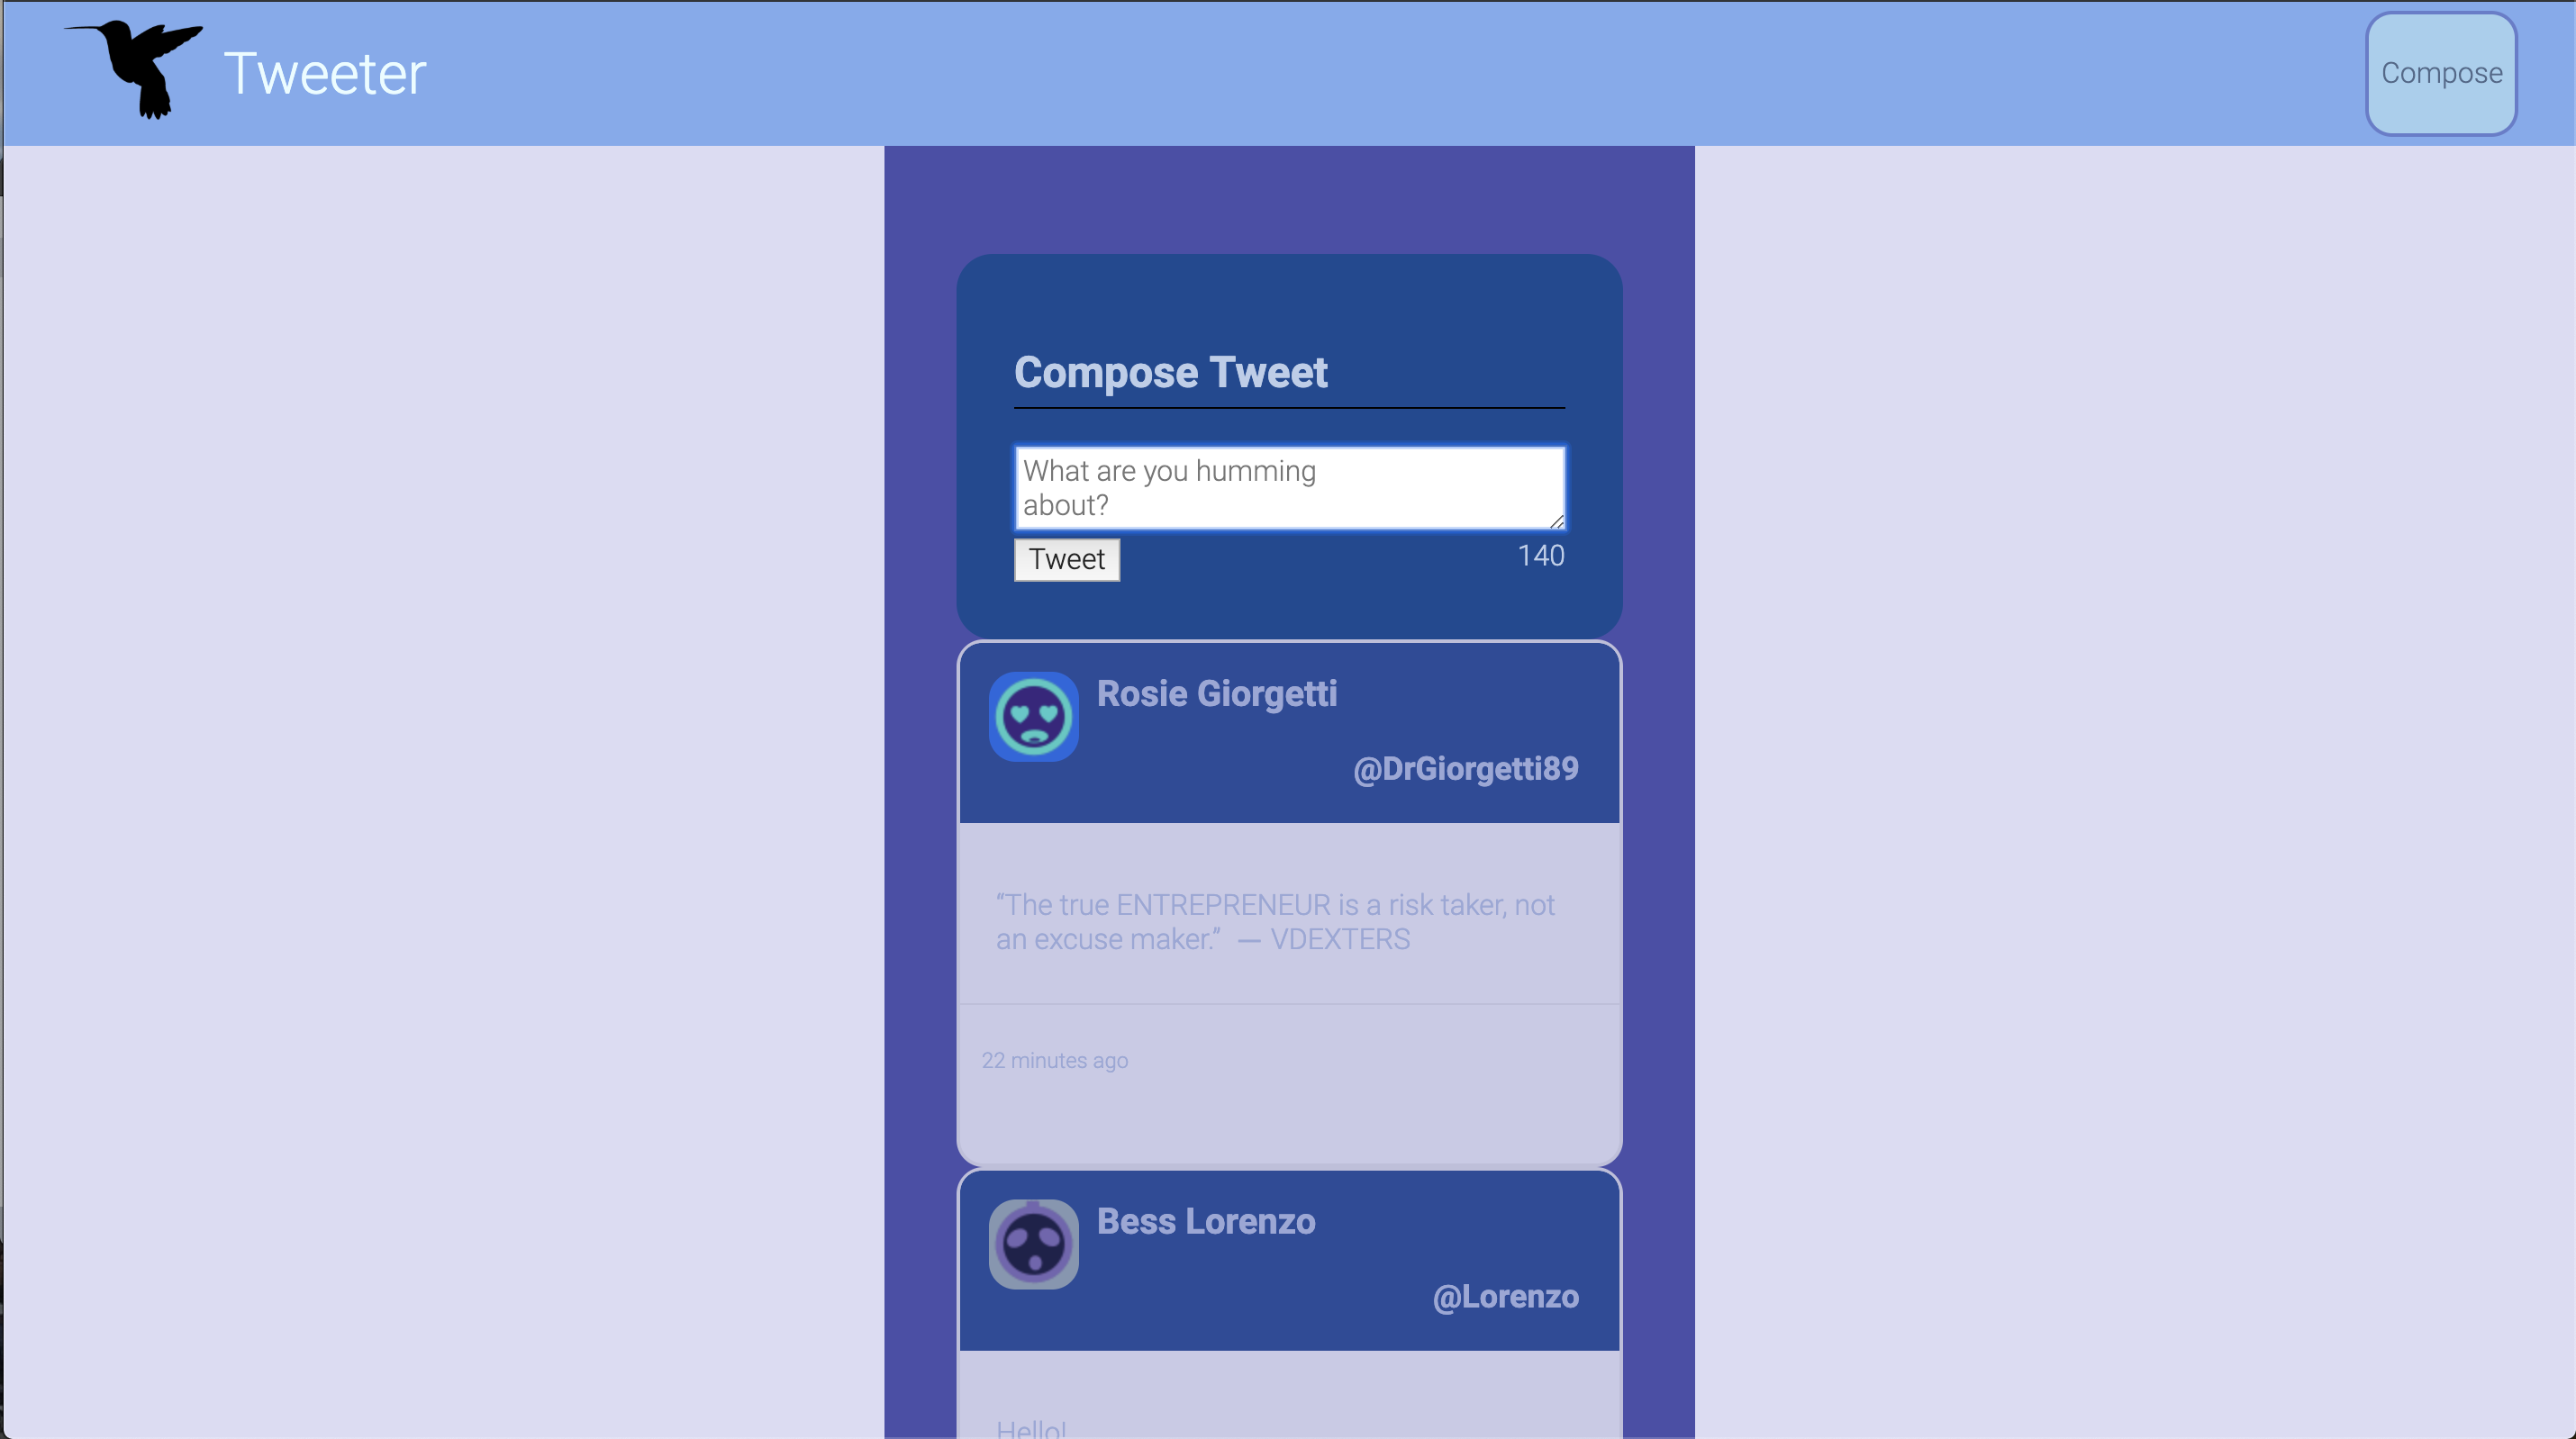 Tweeter
Compose
Compose Tweet
What are you humming
about?
Tweet
140
Rosie Giorgetti
@DrGiorgetti89
“The true ENTREPRENEUR is a risk taker, not
an excuse maker.” — VDEXTERS
22 minutes ago
Bess Lorenzo
@Lorenzo
Hello!